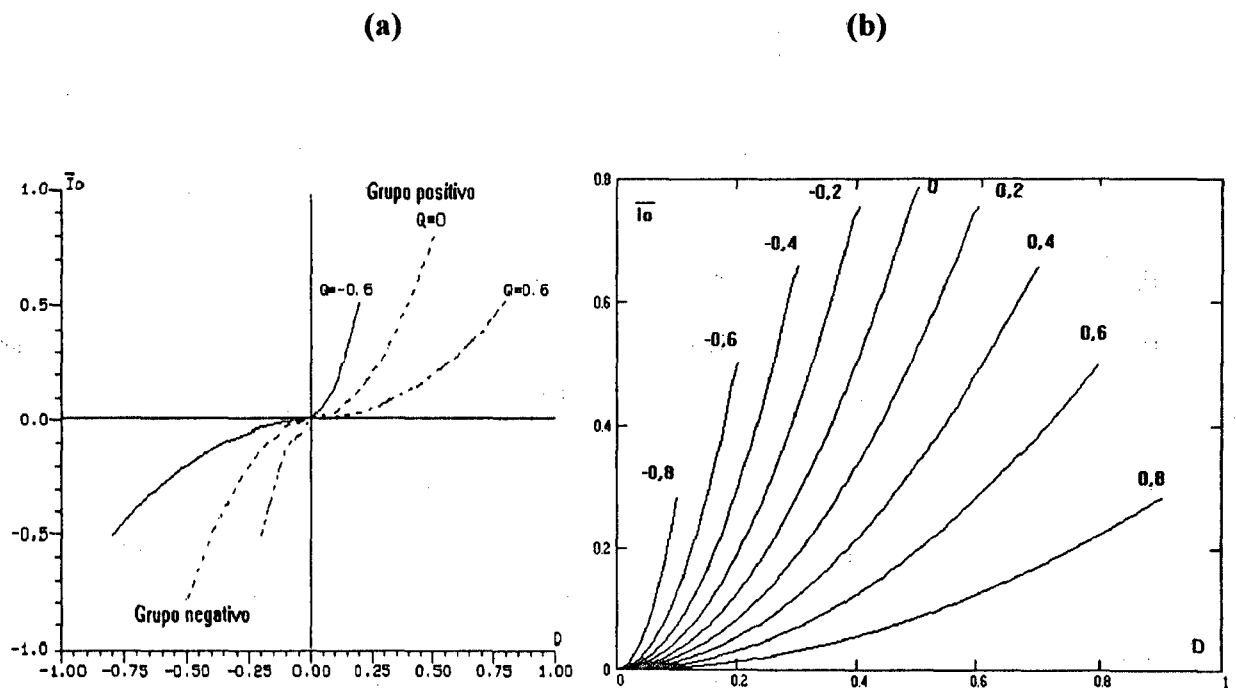 (a)
(b)
1.0
Io
Grupo positivo
Q=0
0.5
Q=-0.6
Q=0.6
0.0
-0.5
Grupo negativo
D
-1.0
-1.00 -0.75 -0.50 -0.25 0.00 0.25 0.50 0.75 1.00
0.8
Io
-0,2
0
0,2
-0,4
0,4
0.6
-0,6
0,6
0.4
-0,8
0,8
0.2
D
0
0.2 0.4 0.6 0.8 1